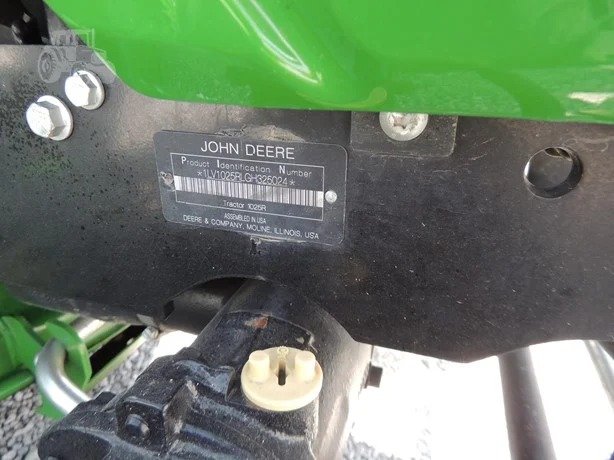 JOHN DEERE
Product Identification Number
*1LV1025RLGH325024*
Tractor 1025R
ASSEMBLED IN USA
DEERE & COMPANY, MOLINE, ILLINOIS, USA